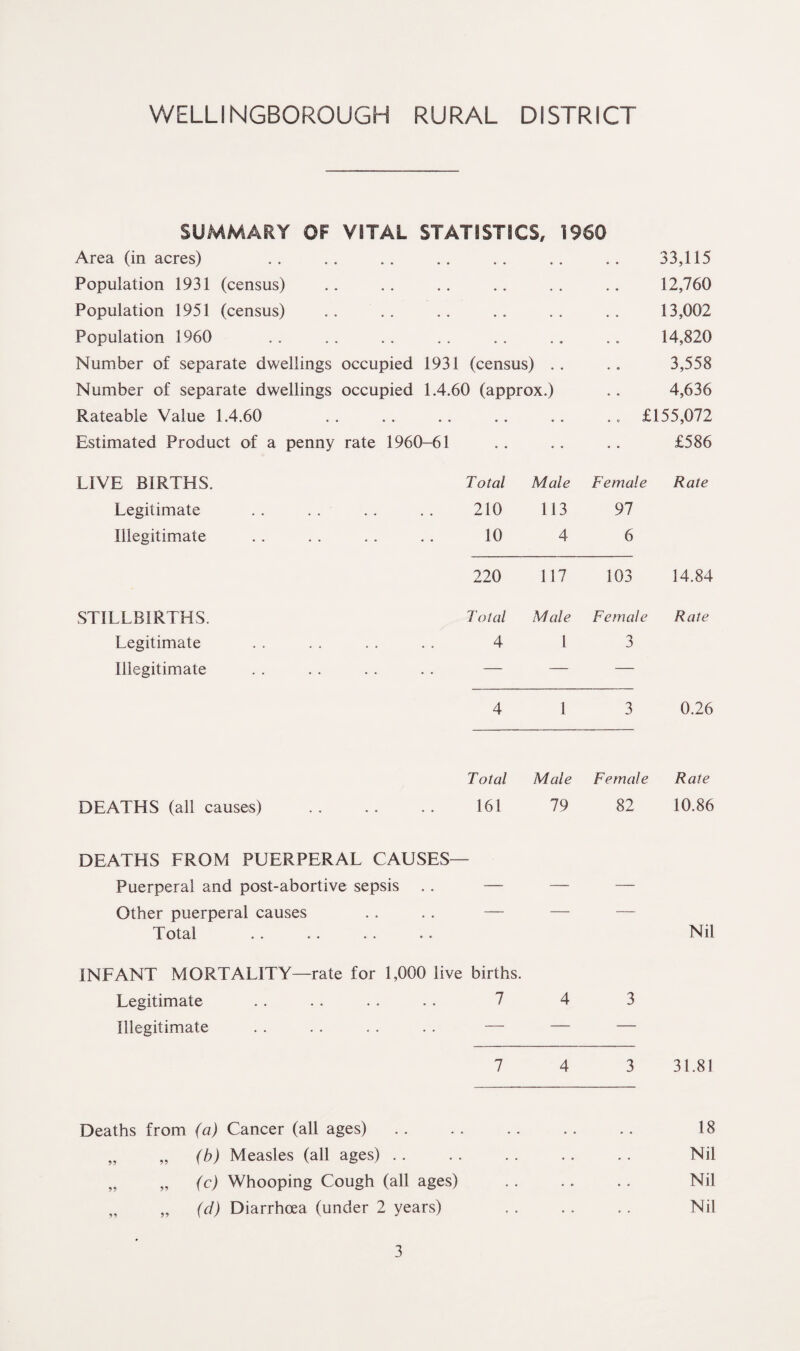 WELLINGBOROUGH RURAL DISTRICT
SUMMARY OF VITAL STATISTICS, 1960
Area (in acres) .. .. .. .. .. .. .. 33,115
Population 1931 (census) .. .. .. .. .. .. 12,760
Population 1951 (census) .. .. .. .. .. .. 13,002
Population 1960 .. .. .. .. .. .. .. 14,820
Number of separate dwellings occupied 1931 (census) .. .. 3,558
Number of separate dwellings occupied 1.4.60 (approx.) .. 4,636
Rateable Value 1.4.60 .. .. .. .. .. .. £155,072
Estimated Product of a penny rate 1960-61 .. .. .. £586
LIVE BIRTHS. Total Male Female Rate
Legitimate .. .. .. .. 210 113 97
Illegitimate .. .. .. .. 10 4 6
220 117 103 14.84
STILLBIRTHS. Total Male Female Rate
Legitimate .. .. .. .. 4 1 3
Illegitimate .. .. .. .. — — —
4 1 3 0.26
Total Male Female Rate
DEATHS (all causes) .. .. .. 161 79 82 10.86
DEATHS FROM PUERPERAL CAUSES—
Puerperal and post-abortive sepsis .. — — —
Other puerperal causes .. .. — — —
Total .. .. .. .. Nil
INFANT MORTALITY—rate for 1,000 live births.
Legitimate .. .. .. .. 7 4 3
Illegitimate .. .. .. .. — — —
7 4 3 31.81
Deaths from (a) Cancer (all ages) .. .. .. .. .. 18
„ „ (b) Measles (all ages) .. .. .. .. .. Nil
„ „ (c) Whooping Cough (all ages) .. .. .. Nil
„ „ (d) Diarrhœa (under 2 years) .. .. .. Nil
3